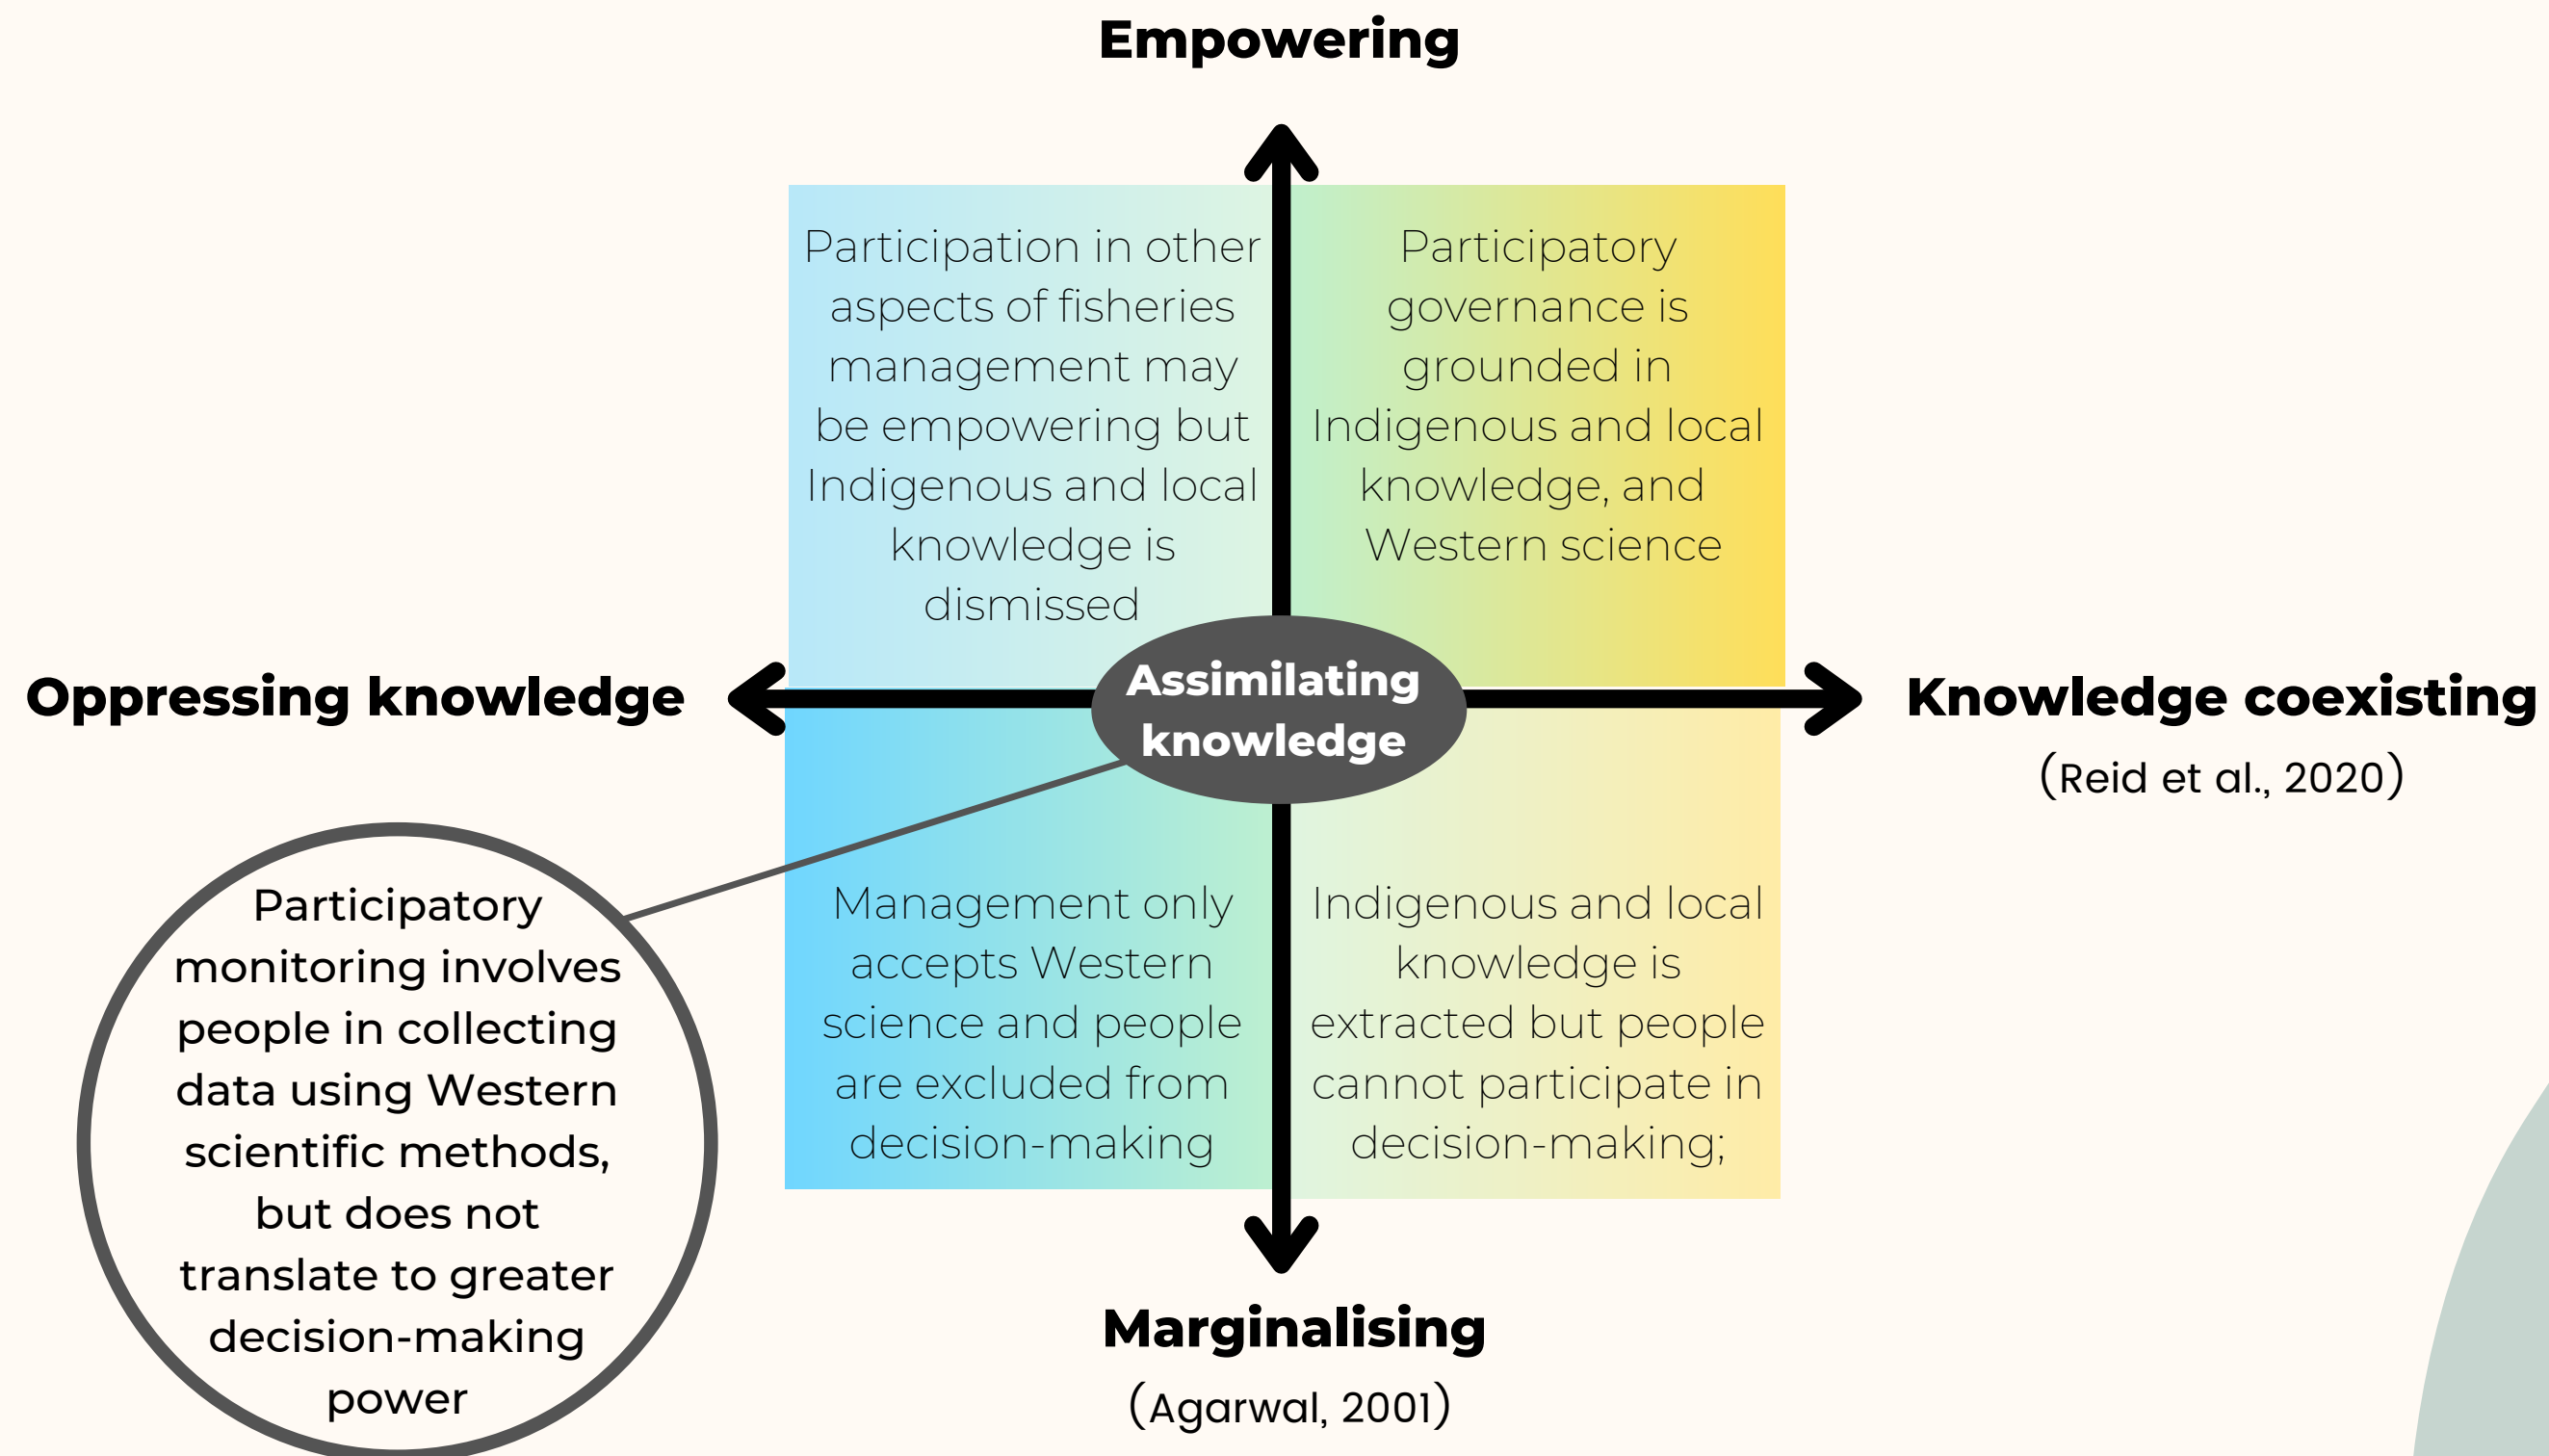 Empowering
Participation in other
aspects of fisheries
management may
be empowering but
Indigenous and local
knowledge is
dismissed
Participatory
governance is
grounded in
Indigenous and local
knowledge, and
Western science
Oppressing knowledge
Assimilating
knowledge
Knowledge coexisting
(Reid et al., 2020)
Participatory
monitoring involves
people in collecting
data using Western
scientific methods,
but does not
translate to greater
decision-making
power
Management only
accepts Western
science and people
are excluded from
decision-making
Indigenous and local
knowledge is
extracted but people
cannot participate in
decision-making;
Marginalising
(Agarwal, 2001)